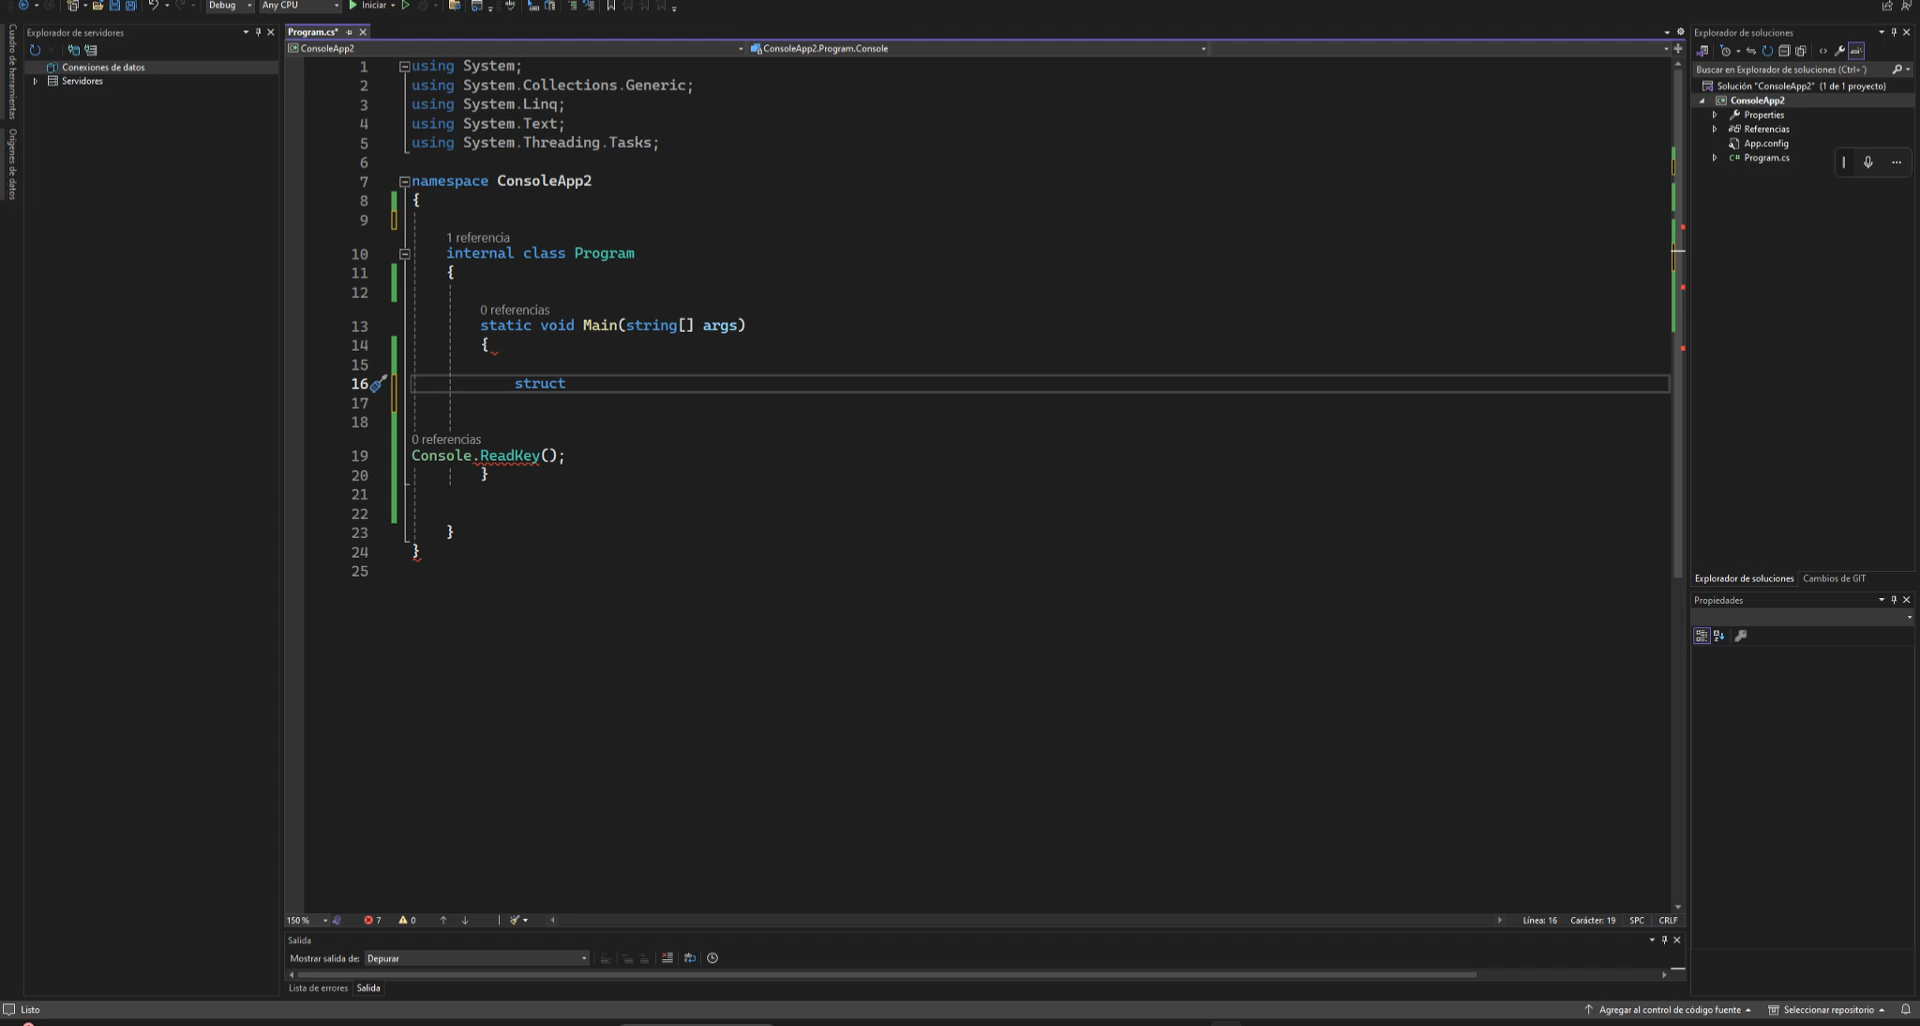 Debug
Any CPU
Iniciar
Cuadro de herramientas
Orígenes de datos
Explorador de servidores
Conexiones de datos
Servidores
Program.cs*
ConsoleApp2
ConsoleApp2.Program.Console
1 using System;
2 using System.Collections.Generic;
3 using System.Linq;
4 using System.Text;
5 using System.Threading.Tasks;
6
7 namespace ConsoleApp2
8 {
9
1 referencia
10 internal class Program
11 {
12
0 referencias
13 static void Main(string[] args)
14 {
15
16 struct
17
18
0 referencias
19 Console.ReadKey();
20 }
21
22
23 }
24 }
25
150 %
7
0
Línea: 16
Carácter: 19
SPC
CRLF
Salida
Mostrar salida de: Depurar
Lista de errores
Salida
Explorador de soluciones
Buscar en Explorador de soluciones (Ctrl+´)
Solución "ConsoleApp2" (1 de 1 proyecto)
ConsoleApp2
Properties
Referencias
App.config
C# Program.cs
Explorador de soluciones
Cambios de GIT
Propiedades
Listo
Agregar al control de código fuente
Seleccionar repositorio